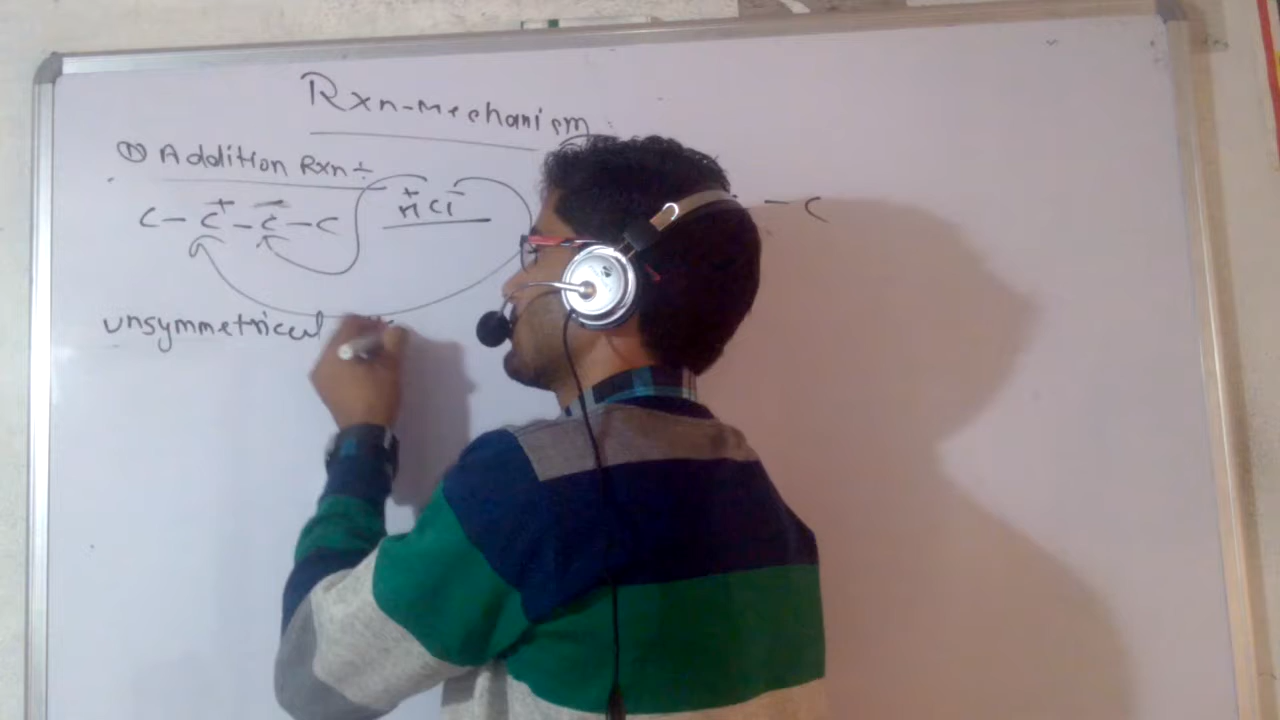 Rxn-mechanism
① Addition Rxn÷
C - C⁺ - C⁻ - C H⁺Cl⁻ - C
unsymmetrical